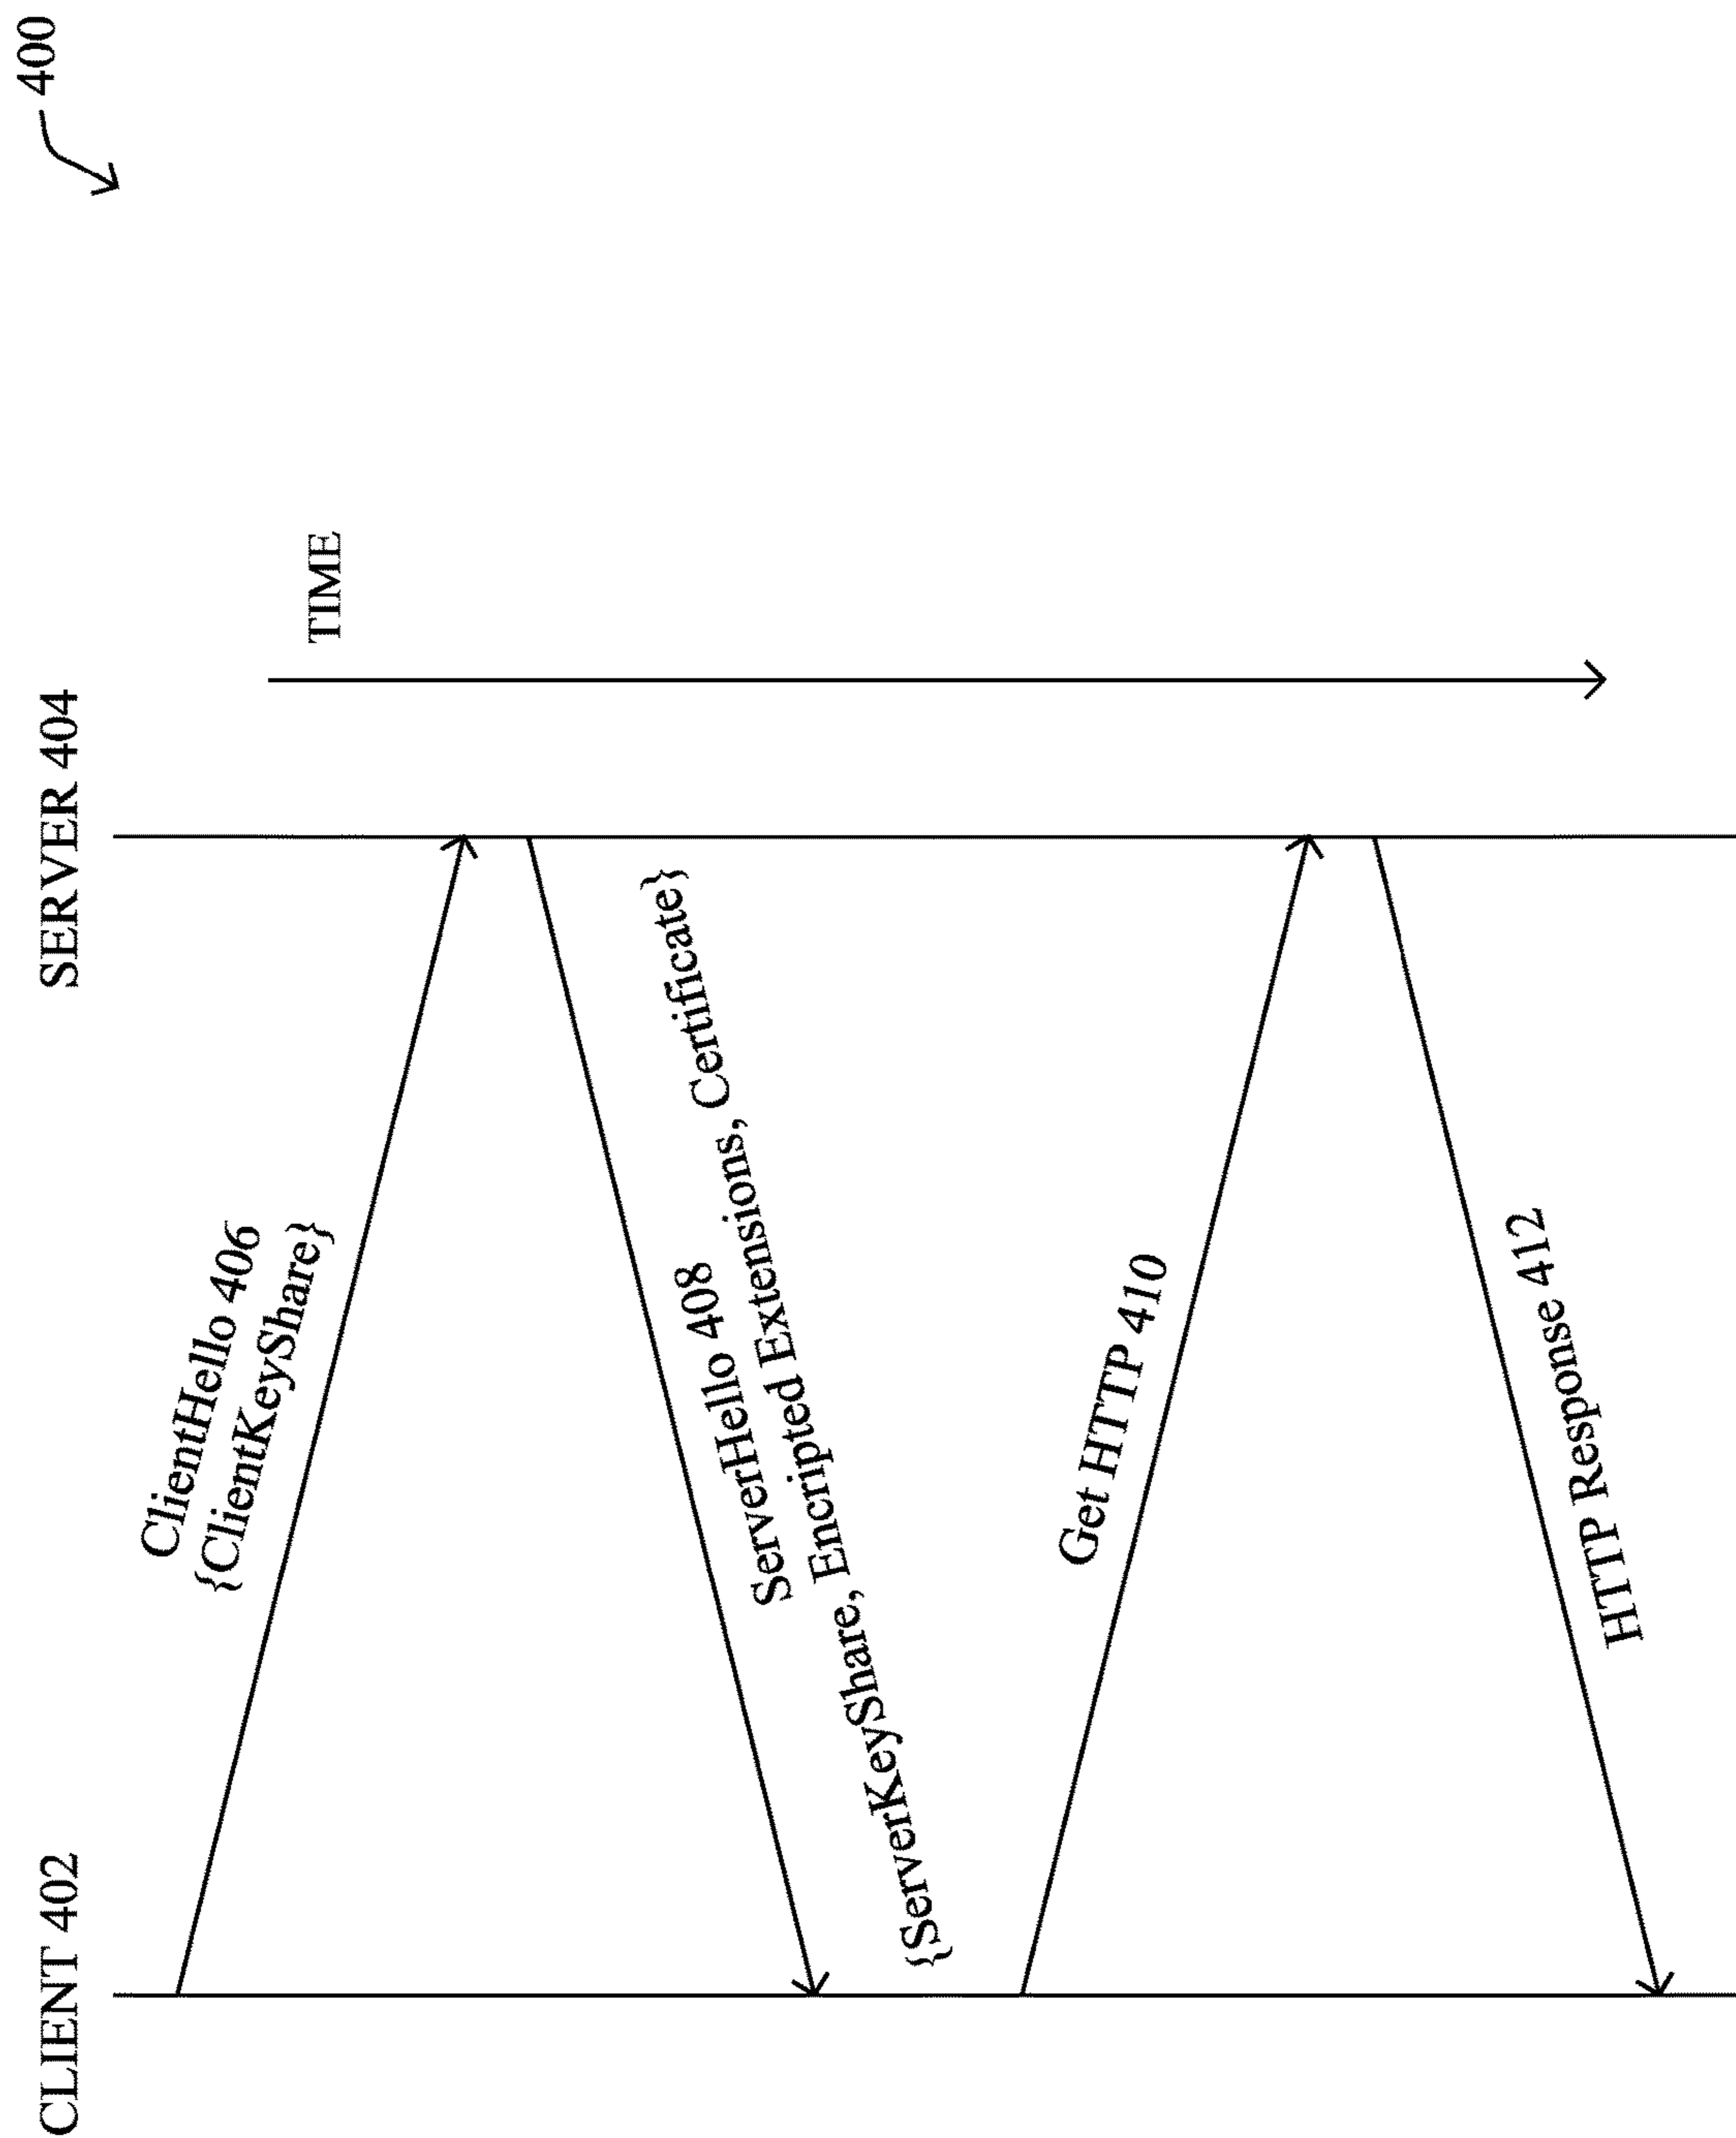 400
CLIENT 402
SERVER 404
TIME
ClientHello 406
{ClientKeyShare}
ServerHello 408
{ServerKeyShare, Encripted Extensions, Certificate}
Get HTTP 410
HTTP Response 412